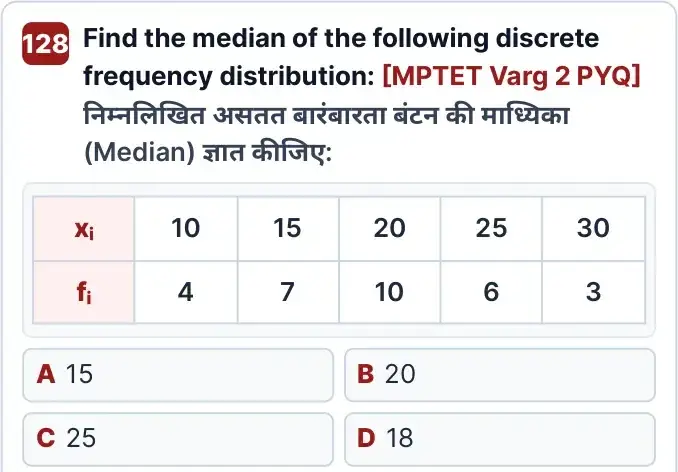 128 Find the median of the following discrete
frequency distribution: [MPTET Varg 2 PYQ]
निम्नलिखित असतत बारंबारता बंटन की माध्यिका
(Median) ज्ञात कीजिए:
xᵢ 10 15 20 25 30
fᵢ 4 7 10 6 3
A 15 B 20
C 25 D 18